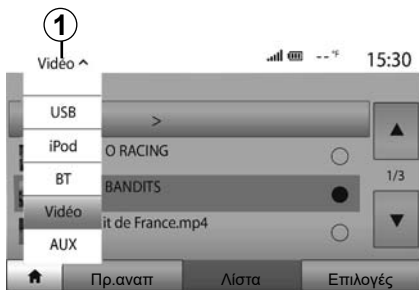 1
Vidéo ^
--°F 15:30
USB
>
iPod
O RACING
BT
BANDITS
1/3
Vidéo
it de France.mp4
AUX
Πρ.αναπ Λίστα Επιλογές